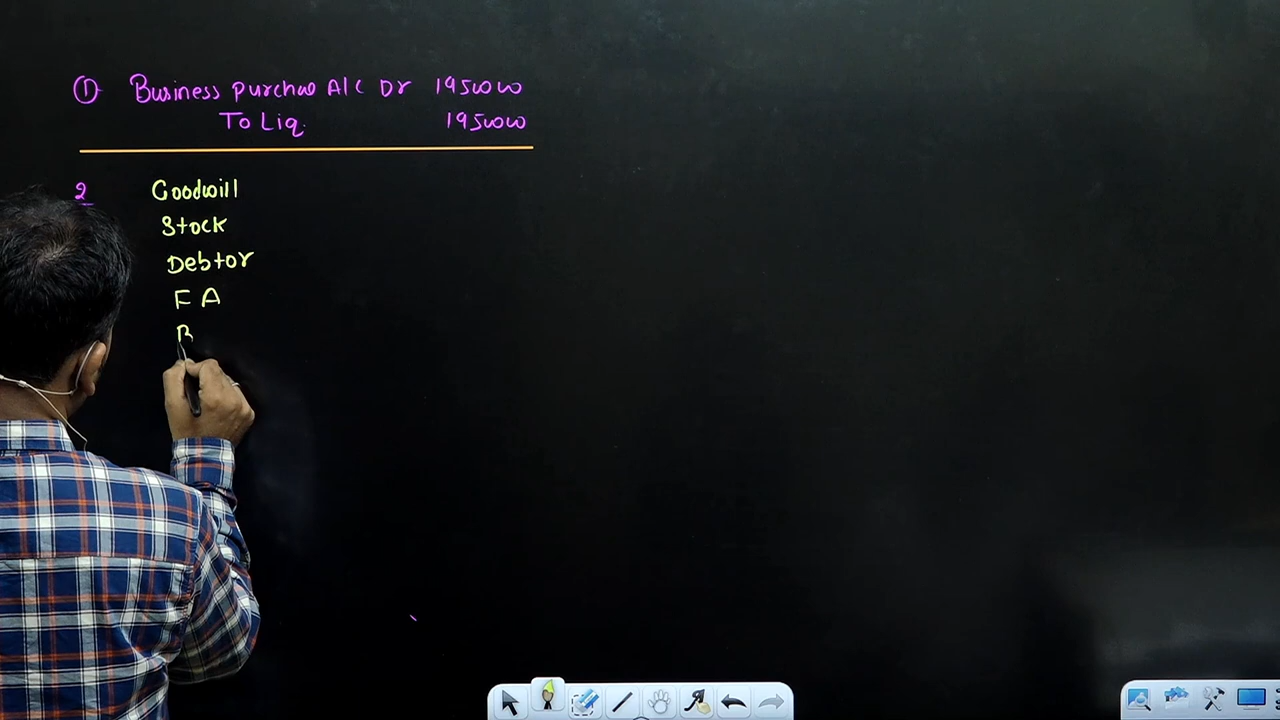 ① Business purchase A/C Dr 195000
To Liq. 195000
2 Goodwill
Stock
Debtor
F A
B